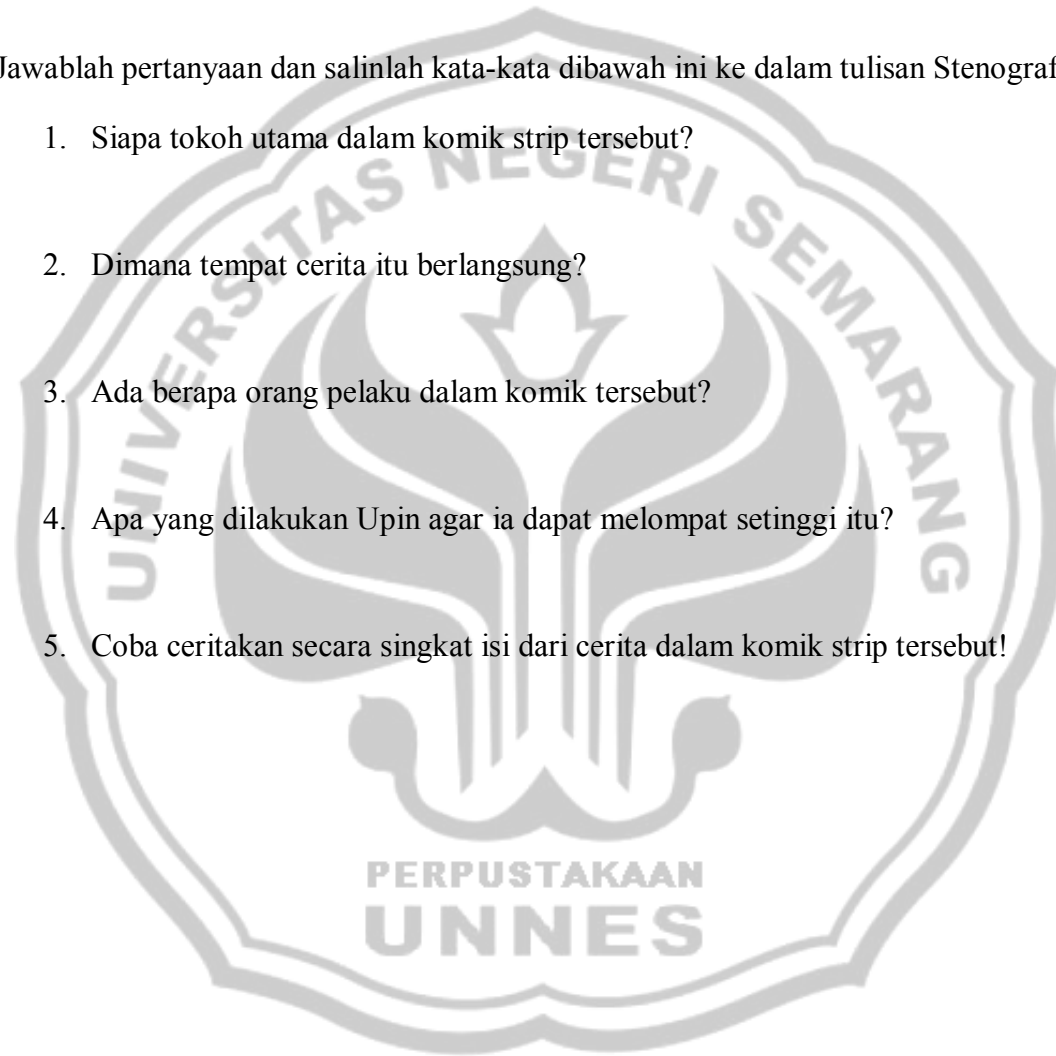 Jawablah pertanyaan dan salinlah kata-kata dibawah ini ke dalam tulisan Stenograf
1. Siapa tokoh utama dalam komik strip tersebut?
2. Dimana tempat cerita itu berlangsung?
3. Ada berapa orang pelaku dalam komik tersebut?
4. Apa yang dilakukan Upin agar ia dapat melompat setinggi itu?
5. Coba ceritakan secara singkat isi dari cerita dalam komik strip tersebut!
UNIVERSITAS NEGERI SEMARANG
PERPUSTAKAAN
UNNES